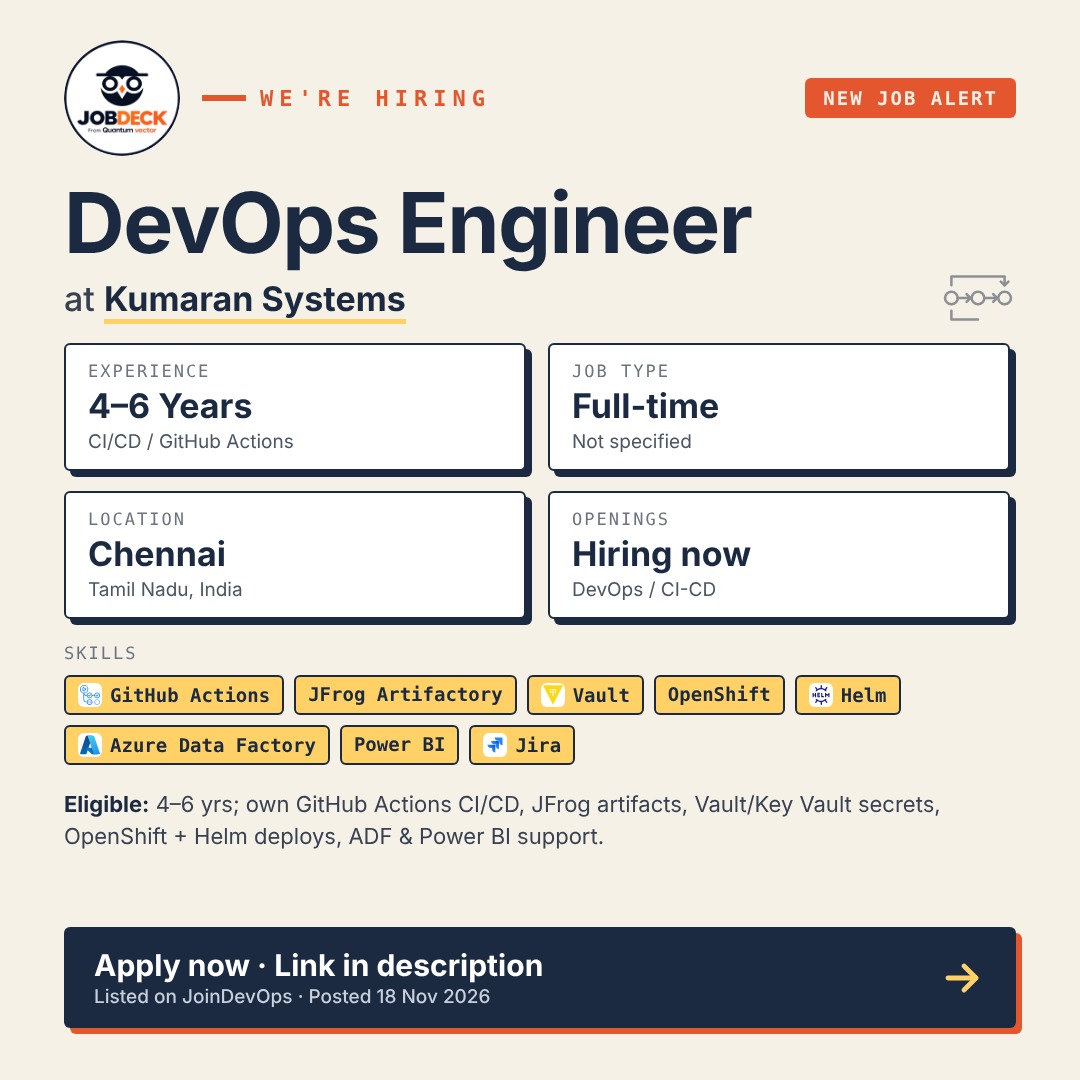 JOBDECK
From Quantum vector
WE'RE HIRING
NEW JOB ALERT
DevOps Engineer
at Kumaran Systems
EXPERIENCE
4–6 Years
CI/CD / GitHub Actions
JOB TYPE
Full-time
Not specified
LOCATION
Chennai
Tamil Nadu, India
OPENINGS
Hiring now
DevOps / CI-CD
SKILLS
GitHub Actions
JFrog Artifactory
Vault
OpenShift
HELM
Helm
Azure Data Factory
Power BI
Jira
Eligible: 4–6 yrs; own GitHub Actions CI/CD, JFrog artifacts, Vault/Key Vault secrets,
OpenShift + Helm deploys, ADF & Power BI support.
Apply now · Link in description
Listed on JoinDevOps · Posted 18 Nov 2026